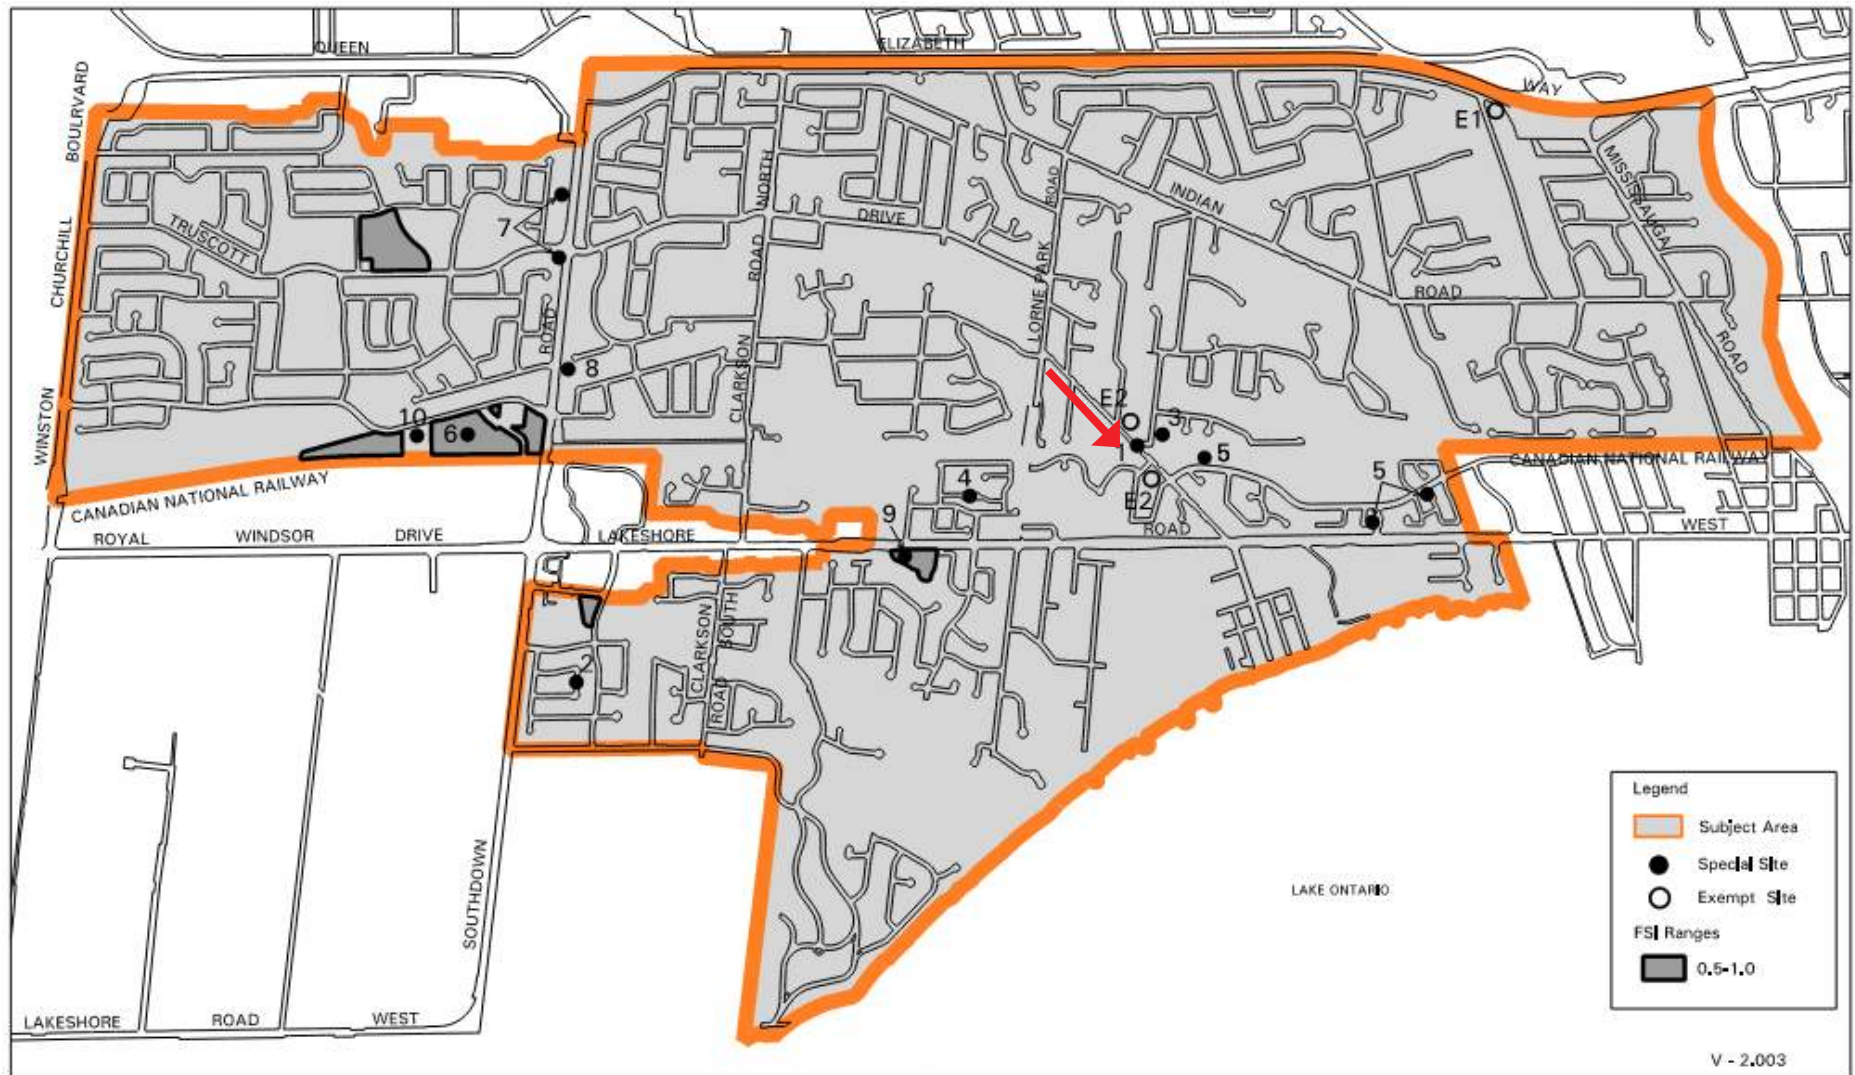 QUEEN
ELIZABETH
WAY
BOULRVARD
CHURCHILL
WINSTON
E1
MISSISSAUGA
ROAD
INDIAN
ROAD
NORTH
ROAD
CLARKSON
ROAD
LORNE PARK
DRIVE
TRUSCOTT
7
ROAD
8
10
6
E2
3
1
5
5
4
E2
9
CANADIAN NATIONAL RAILWAY
CANADIAN NATIONAL RAILWAY
ROYAL
WINDSOR
DRIVE
LAKESHORE
ROAD
WEST
CLARKSON
ROAD SOUTH
2
SOUTHDOWN
LAKESHORE
ROAD
WEST
LAKE ONTARIO
Legend
Subject Area
Special Site
Exempt Site
FSI Ranges
0.5-1.0
V - 2.003